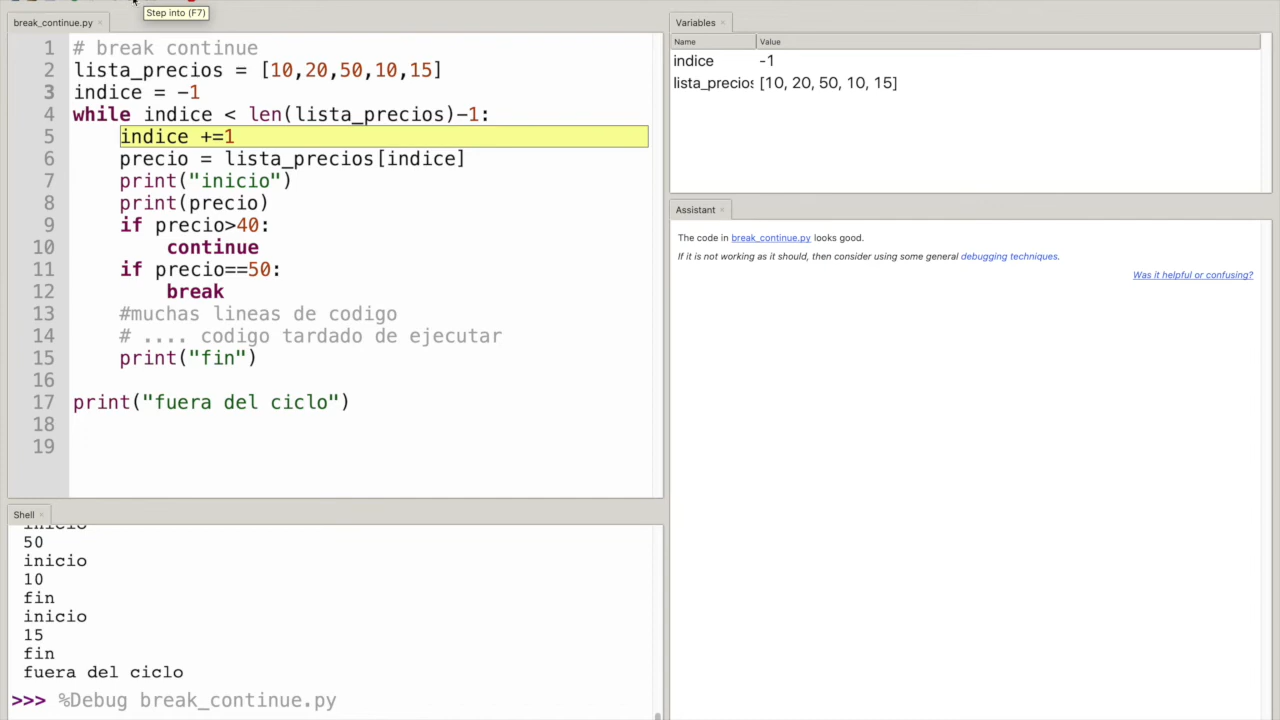 Step into (F7)
break_continue.py
1 # break continue
2 lista_precios = [10,20,50,10,15]
3 indice = -1
4 while indice < len(lista_precios)-1:
5 indice +=1
6 precio = lista_precios[indice]
7 print("inicio")
8 print(precio)
9 if precio>40:
10 continue
11 if precio==50:
12 break
13 #muchas lineas de codigo
14 # .... codigo tardado de ejecutar
15 print("fin")
16
17 print("fuera del ciclo")
18
19
Variables
Name Value
indice -1
lista_precios [10, 20, 50, 10, 15]
Assistant
The code in break_continue.py looks good.
If it is not working as it should, then consider using some general debugging techniques.
Was it helpful or confusing?
Shell
inicio
50
inicio
10
fin
inicio
15
fin
fuera del ciclo
>>> %Debug break_continue.py